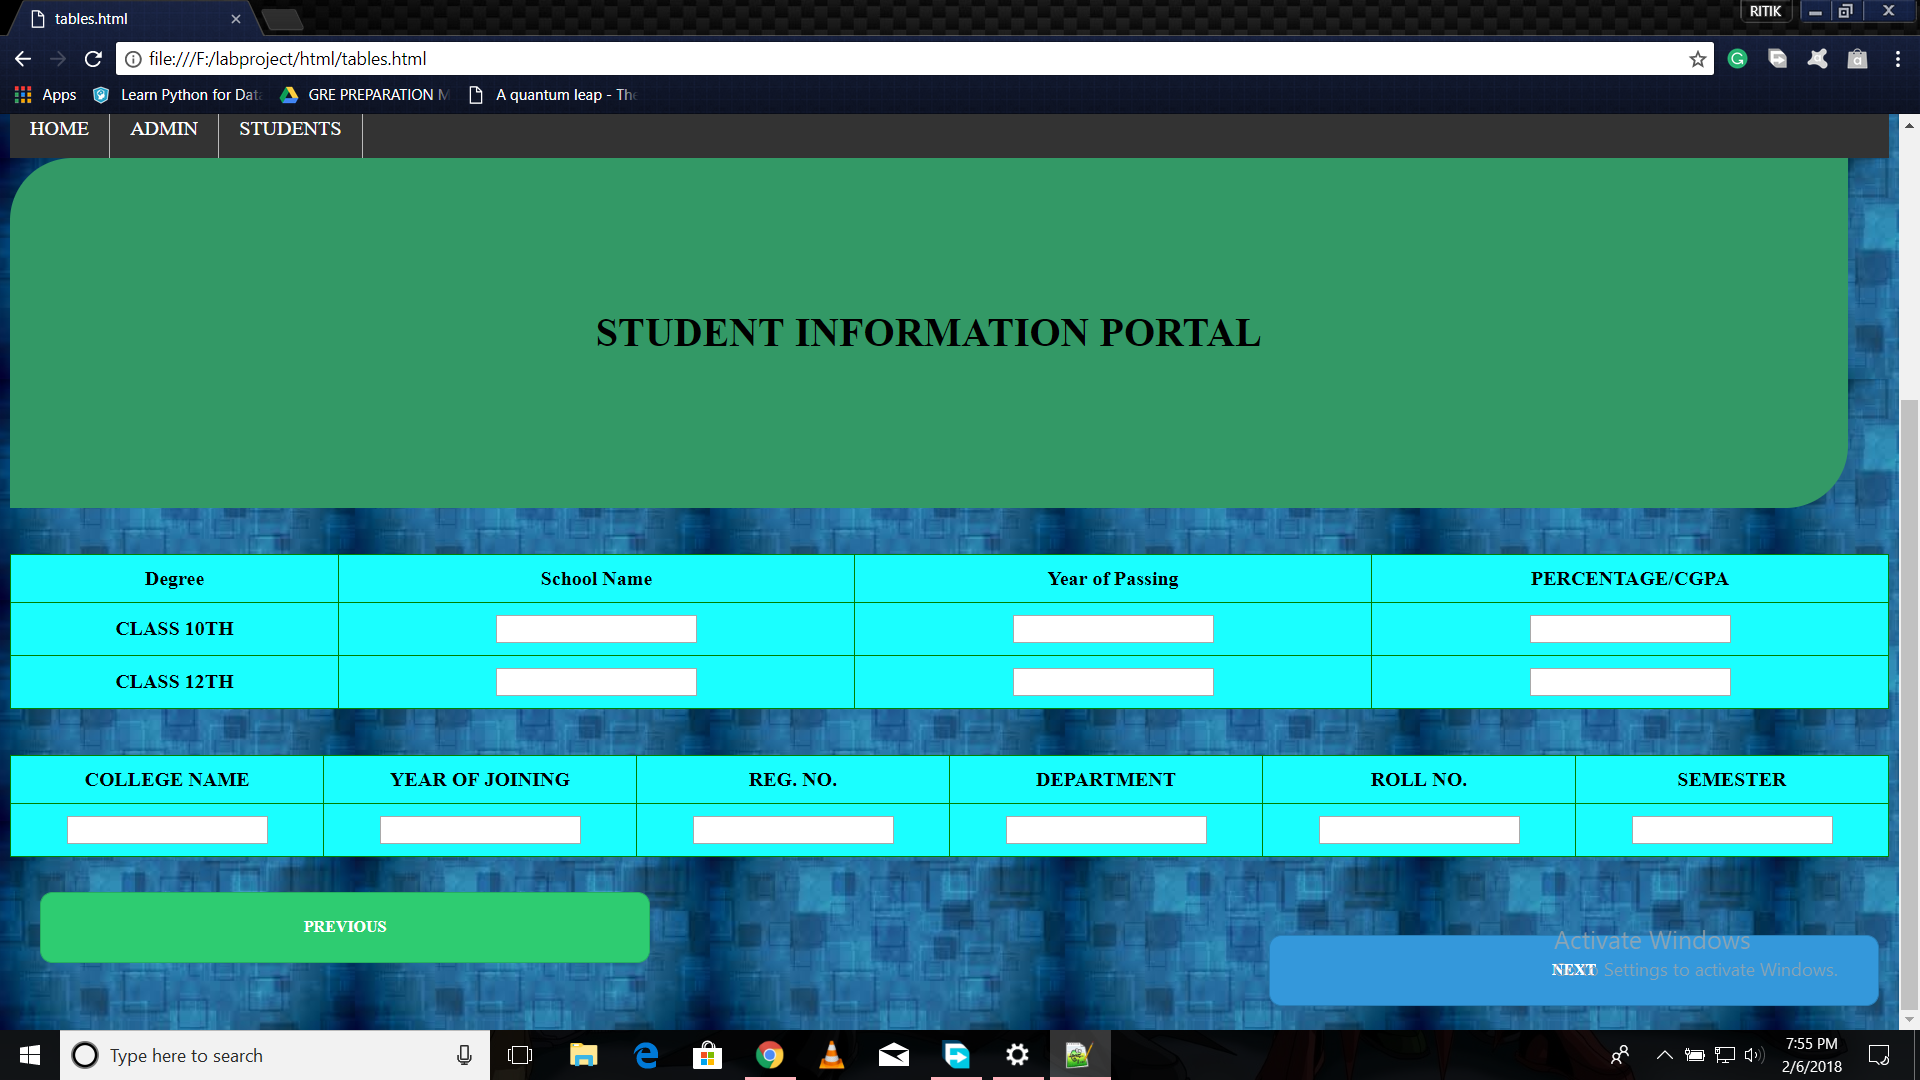 tables.html
RITIK
file:///F:/labproject/html/tables.html
Apps Learn Python for Dat GRE PREPARATION M A quantum leap - The
HOME ADMIN STUDENTS
STUDENT INFORMATION PORTAL
Degree School Name Year of Passing PERCENTAGE/CGPA
CLASS 10TH
CLASS 12TH
COLLEGE NAME YEAR OF JOINING REG. NO. DEPARTMENT ROLL NO. SEMESTER
PREVIOUS
Activate Windows
NEXT Settings to activate Windows.
Type here to search
7:55 PM
2/6/2018